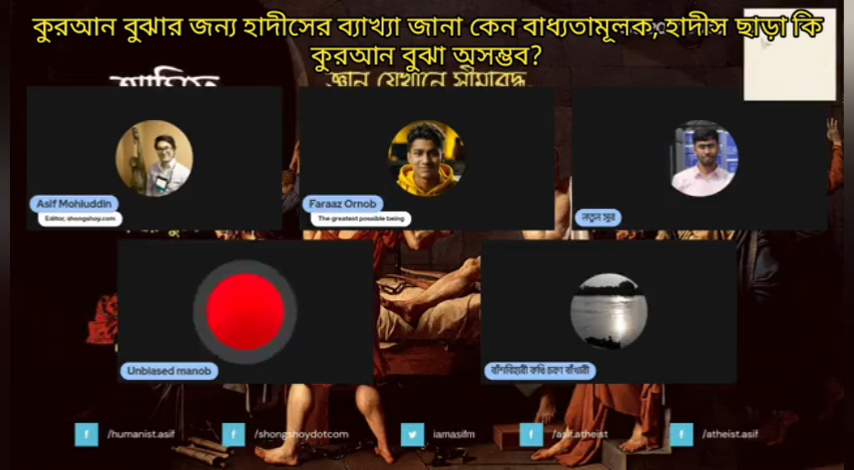 কুরআন বুঝার জন্য হাদীসের ব্যাখ্যা জানা কেন বাধ্যতামূলক, হাদীস ছাড়া কি
কুরআন বুঝা অসম্ভব?
জ্ঞান যেখানে সীমাবদ্ধ
Asif Mohiuddin
Editor, shongshoy.com
Faraaz Ornob
The greatest possible being
নতুন সুর
Unbiased manob
/humanist.asif
/shongshoydotcom
iamasifm
/asif.atheist
/atheist.asif